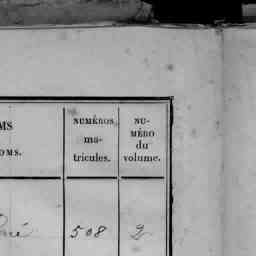 MS
OMS.
NUMÉROS
ma-
tricules.
NU-
MÉRO
du
volume.
508
2